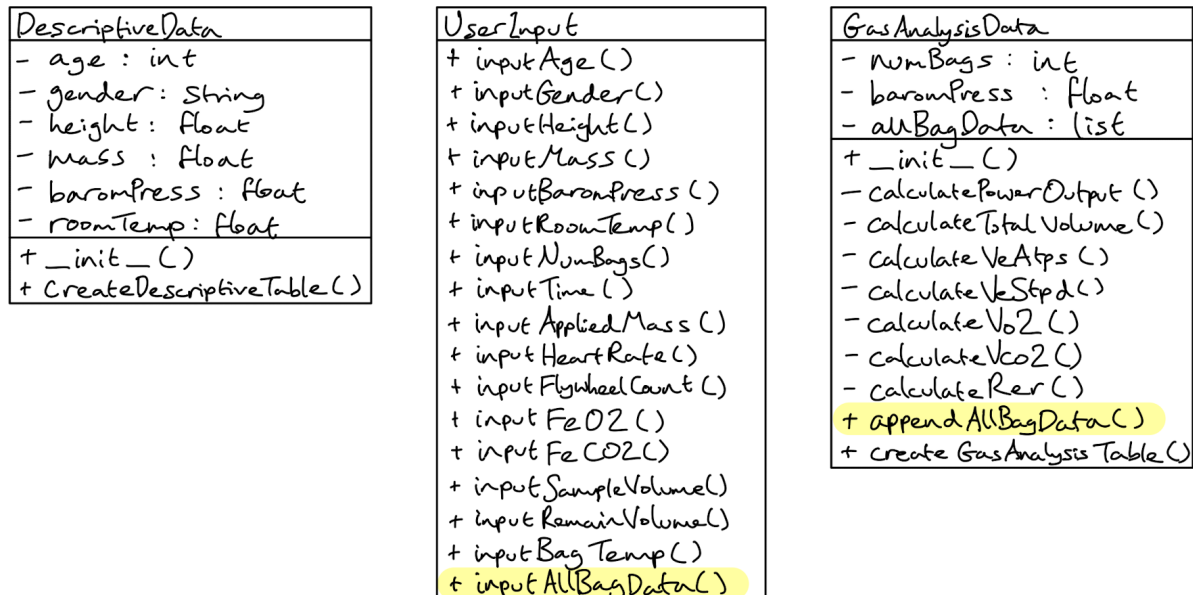 DescriptiveData
- age : int
- gender : String
- height : float
- mass : float
- baromPress : float
- roomTemp : float
+ __init__()
+ CreateDescriptiveTable()
UserInput
+ inputAge()
+ inputGender()
+ inputHeight()
+ inputMass()
+ inputBaromPress()
+ inputRoomTemp()
+ inputNumBags()
+ inputTime()
+ inputAppliedMass()
+ inputHeartRate()
+ inputFlywheelCount()
+ inputFeO2()
+ inputFeCO2()
+ inputSampleVolume()
+ inputRemainVolume()
+ inputBagTemp()
+ inputAllBagData()
GasAnalysisData
- numBags : int
- baromPress : float
- allBagData : list
+ __init__()
- calculatePowerOutput()
- calculateTotalVolume()
- calculateVeAtps()
- calculateVeStpd()
- calculateVo2()
- calculateVco2()
- calculateRer()
+ appendAllBagData()
+ createGasAnalysisTable()